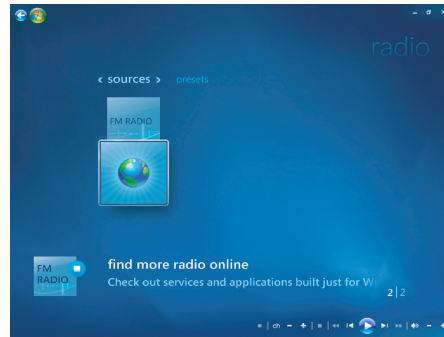 radio
‹ sources › presets
FM RADIO
find more radio online
FM
RADIO
Check out services and applications built just for
2|2
ch